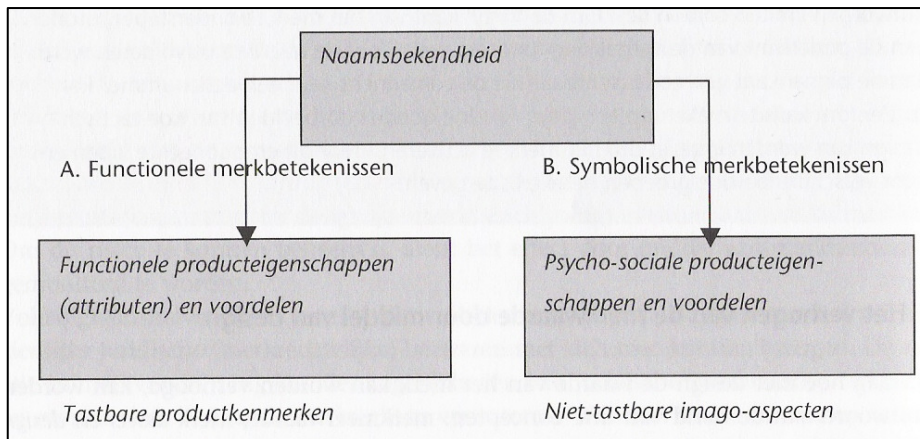 Naamsbekendheid
A. Functionele merkbetekenissen
B. Symbolische merkbetekenissen
Functionele producteigenschappen
(attributen) en voordelen
Psycho-sociale producteigen-
schappen en voordelen
Tastbare productkenmerken
Niet-tastbare imago-aspecten